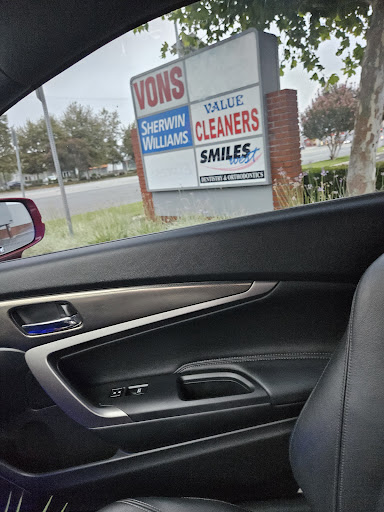 VONS
SHERWIN
WILLIAMS
VALUE
CLEANERS
SMILES
West
DENTISTRY & ORTHODONTICS